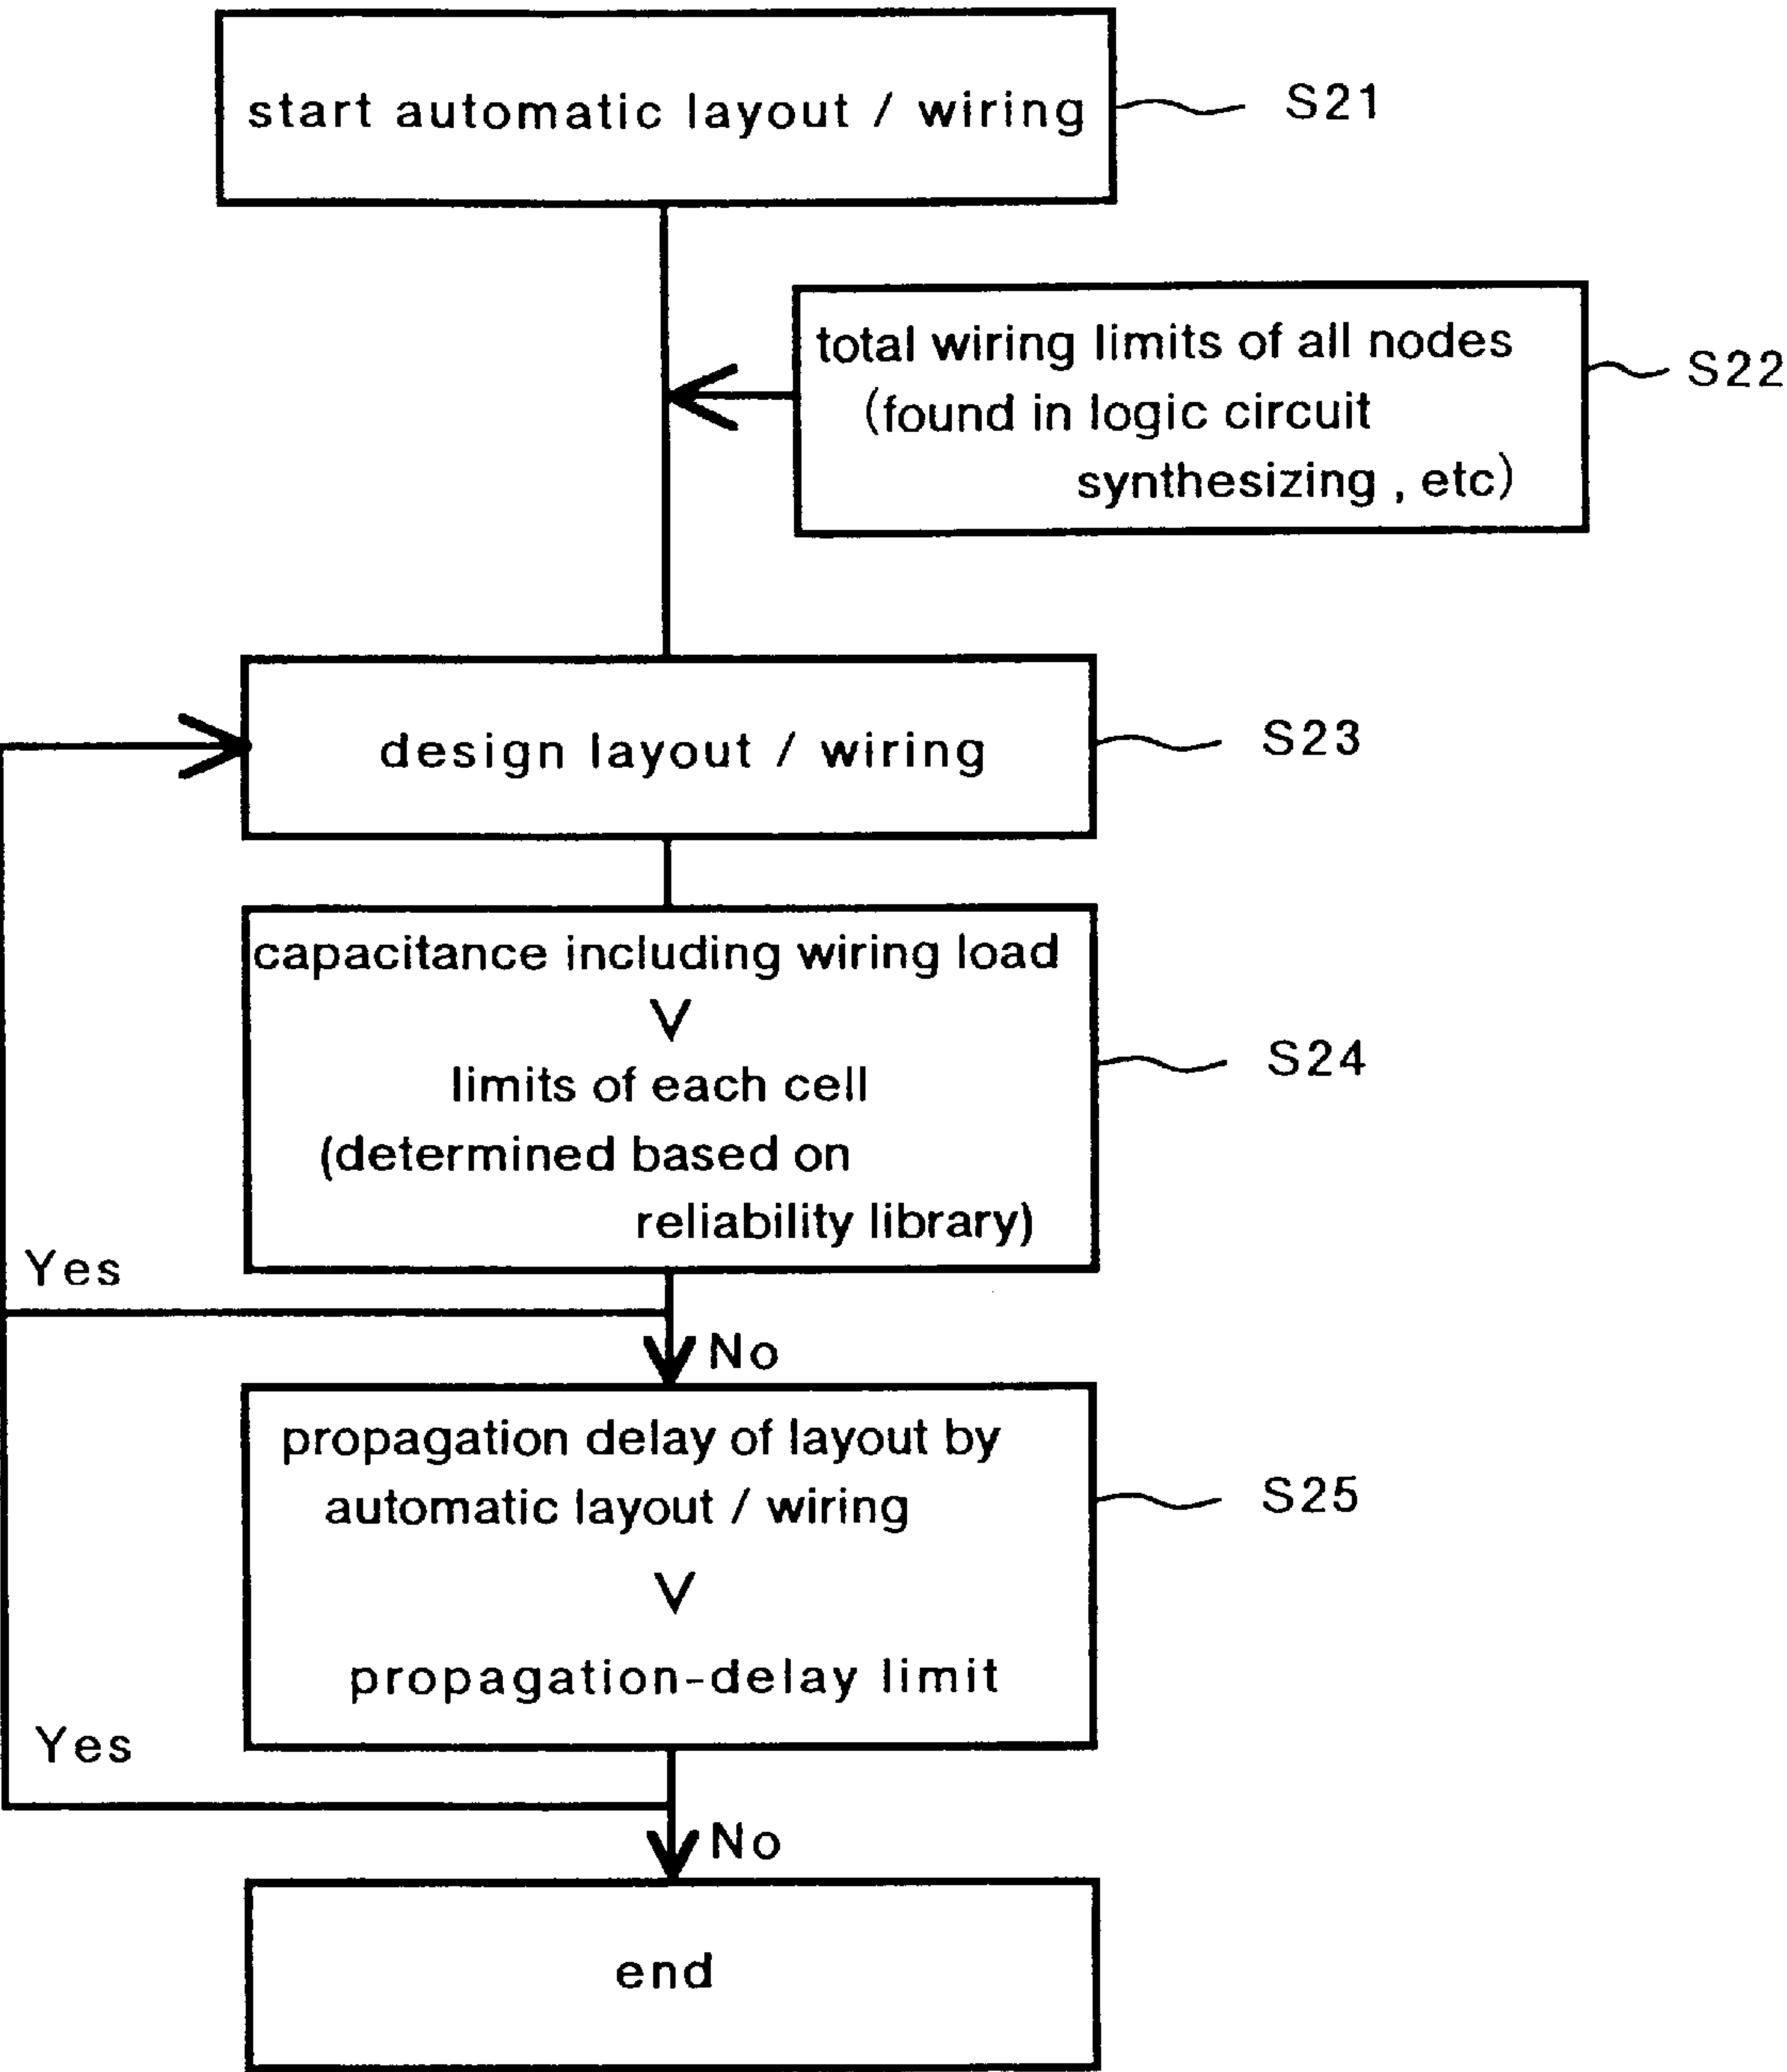 start automatic layout / wiring
S21
total wiring limits of all nodes
(found in logic circuit
synthesizing , etc)
S22
design layout / wiring
S23
capacitance including wiring load
V
limits of each cell
(determined based on
reliability library)
S24
Yes
No
propagation delay of layout by
automatic layout / wiring
V
propagation-delay limit
S25
Yes
No
end